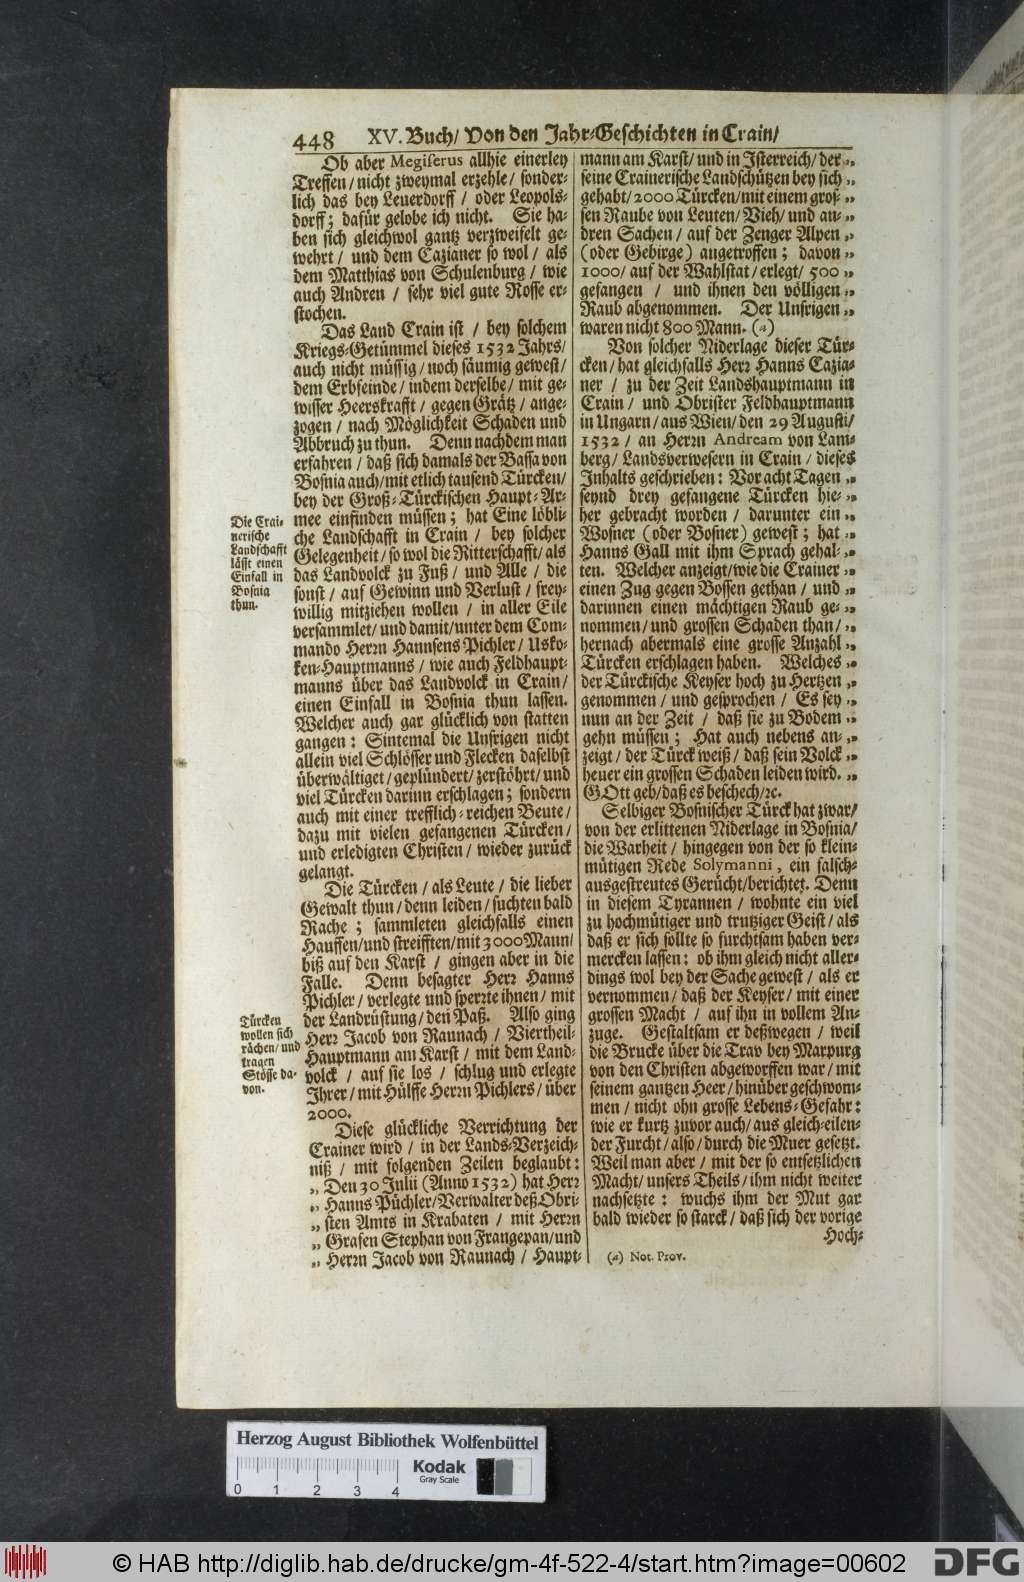 448 XV. Buch/ Von den Jahr-Geschichten in Crain/
Ob aber Megiserus allhie einerley
Treffen/ nicht zweymal erzehle/ sonder-
lich das bey Leuerdorff / oder Leopols-
dorff; dafür gelobe ich nicht. Sie ha-
ben sich gleichwol gantz verzweifelt ge-
wehrt / und dem Cazianer so wol / als
dem Matthias von Schulenburg / wie
auch Andren / sehr viel gute Rosse er-
stochen.
Das Land Crain ist / bey solchem
Kriegs-Getümmel dieses 1532 Jahrs/
auch nicht müssig/ noch säumig gewest/
dem Erbfeinde / indem derselbe/ mit ge-
wisser Heerskrafft / gegen Grätz / ange-
zogen / nach Möglichkeit Schaden und
Abbruch zu thun. Denn nachdem man
erfahren / daß sich damals der Bassa von
Bosnia auch/ mit etlich tausend Türcken/
bey der Groß-Türckischen Haupt-Ar-
mee einfinden müssen; hat Eine löbli-
che Landschafft in Crain / bey solcher
Gelegenheit/ so wol die Ritterschafft/ als
das Landvolck zu Fuß / und Alle / die
sonst / auf Gewinn und Verlust / frey-
willig mitziehen wollen / in aller Eile
versammlet/ und damit/ unter dem Com-
mando Herrn Hannsens Pichler/ Usko-
ken-Hauptmanns / wie auch Feldhaupt-
manns über das Landvolck in Crain/
einen Einfall in Bosnia thun lassen.
Welcher auch gar glücklich von statten
gangen: Sintemal die Unsrigen nicht
allein viel Schlösser und Flecken daselbst
überwältiget/ geplündert/ zerstöhrt/ und
viel Türcken darinn erschlagen; sondern
auch mit einer trefflich-reichen Beute/
dazu mit vielen gefangenen Türcken/
und erledigten Christen/ wieder zurück
gelangt.
Die Türcken / als Leute / die lieber
Gewalt thun/ denn leiden/ suchten bald
Rache; sammleten gleichfalls einen
Hauffen/ und streifften/ mit 3000 Mann/
biß auf den Karst / gingen aber in die
Falle. Denn besagter Herr Hanns
Pichler / verlegte und sperrte ihnen / mit
der Landrüstung/ den Paß. Also ging
Herr Jacob von Raunach / Viertheil-
Hauptmann am Karst / mit dem Land-
volck / auf sie los / schlug und erlegte
Ihrer/ mit Hülffe Herrn Pichlers/ über
2000.
Diese glückliche Verrichtung der
Crainer wird / in der Lands-Verzeich-
niß / mit folgenden Zeilen beglaubt:
„ Den 30 Julii (Anno 1532) hat Herr
„ Hanns Püchler/ Verwalter deß Obri-
„ sten Amts in Krabaten / mit Herrn
„ Grafen Stephan von Frangepan/ und
„ Herrn Jacob von Raunach / Haupt-
Die Crai-
nerische
Landschafft
lässt einen
Einfall in
Bosnia
thun.
Türcken
wollen sich
rächen/ und
tragen
Stösse da-
von.
mann am Karst/ und in Isterreich/ der „
seine Crainerische Landschützen bey sich „
gehabt/ 2000 Türcken/ mit einem gros- „
sen Raube von Leuten/ Vieh/ und an- „
dren Sachen / auf der Zenger Alpen „
(oder Gebirge) angetroffen; davon „
1000/ auf der Wahlstat/ erlegt/ 500 „
gefangen / und ihnen den völligen „
Raub abgenommen. Der Unsrigen „
waren nicht 800 Mann. (a)
Von solcher Niderlage dieser Tür-
cken/ hat gleichfalls Herr Hanns Cazia-
ner / zu der Zeit Landshauptmann in
Crain / und Obrister Feldhauptmann
in Ungarn/ aus Wien/ den 29 Augusti/
1532 / an Herrn Andream von Lam-
berg/ Landsverwesern in Crain / dieses
Inhalts geschrieben: Vor acht Tagen „
seynd drey gefangene Türcken hie- „
her gebracht worden / darunter ein „
Wosner (oder Bosner) gewest; hat „
Hanns Gall mit ihm Sprach gehal- „
ten. Welcher anzeigt/ wie die Crainer „
einen Zug gegen Bossen gethan / und „
darinnen einen mächtigen Raub ge- „
nommen/ und grossen Schaden than/ „
hernach abermals eine grosse Anzahl „
Türcken erschlagen haben. Welches „
der Türckische Keyser hoch zu Hertzen „
genommen / und gesprochen / Es sey „
nun an der Zeit / daß sie zu Bodem „
gehn müssen; Hat auch nebens an- „
zeigt / der Türck weiß/ daß sein Volck „
heuer ein grossen Schaden leiden wird. „
GOtt geb/ daß es beschech/ ꝛc.
Selbiger Bosnischer Türck hat zwar/
von der erlittenen Niderlage in Bosnia/
die Warheit / hingegen von der so klein-
mütigen Rede Solymanni, ein falsch-
ausgestreutes Gerücht/ berichtet. Denn
in diesem Tyrannen / wohnte ein viel
zu hochmütiger und trutziger Geist/ als
daß er sich sollte so furchtsam haben ver-
mercken lassen: ob ihm gleich nicht aller-
dings wol bey der Sache gewest / als er
vernommen / daß der Keyser / mit einer
grossen Macht / auf ihn in vollem An-
zuge. Gestaltsam er deßwegen / weil
die Brucke über die Trav bey Marpurg
von den Christen abgeworffen war/ mit
seinem gantzen Heer/ hinüber geschwom-
men / nicht ohn grosse Lebens-Gefahr:
wie er kurtz zuvor auch/ aus gleich-eilen-
der Furcht / also / durch die Muer gesetzt.
Weil man aber / mit der so entsetzlichen
Macht/ unsers Theils/ ihm nicht weiter
nachsetzte: wuchs ihm der Mut gar
bald wieder so starck/ daß sich der vorige
Hoch-
(a) Not. Prov.
Herzog August Bibliothek Wolfenbüttel
Kodak
Gray Scale
0 1 2 3 4
© HAB http://diglib.hab.de/drucke/gm-4f-522-4/start.htm?image=00602
DFG